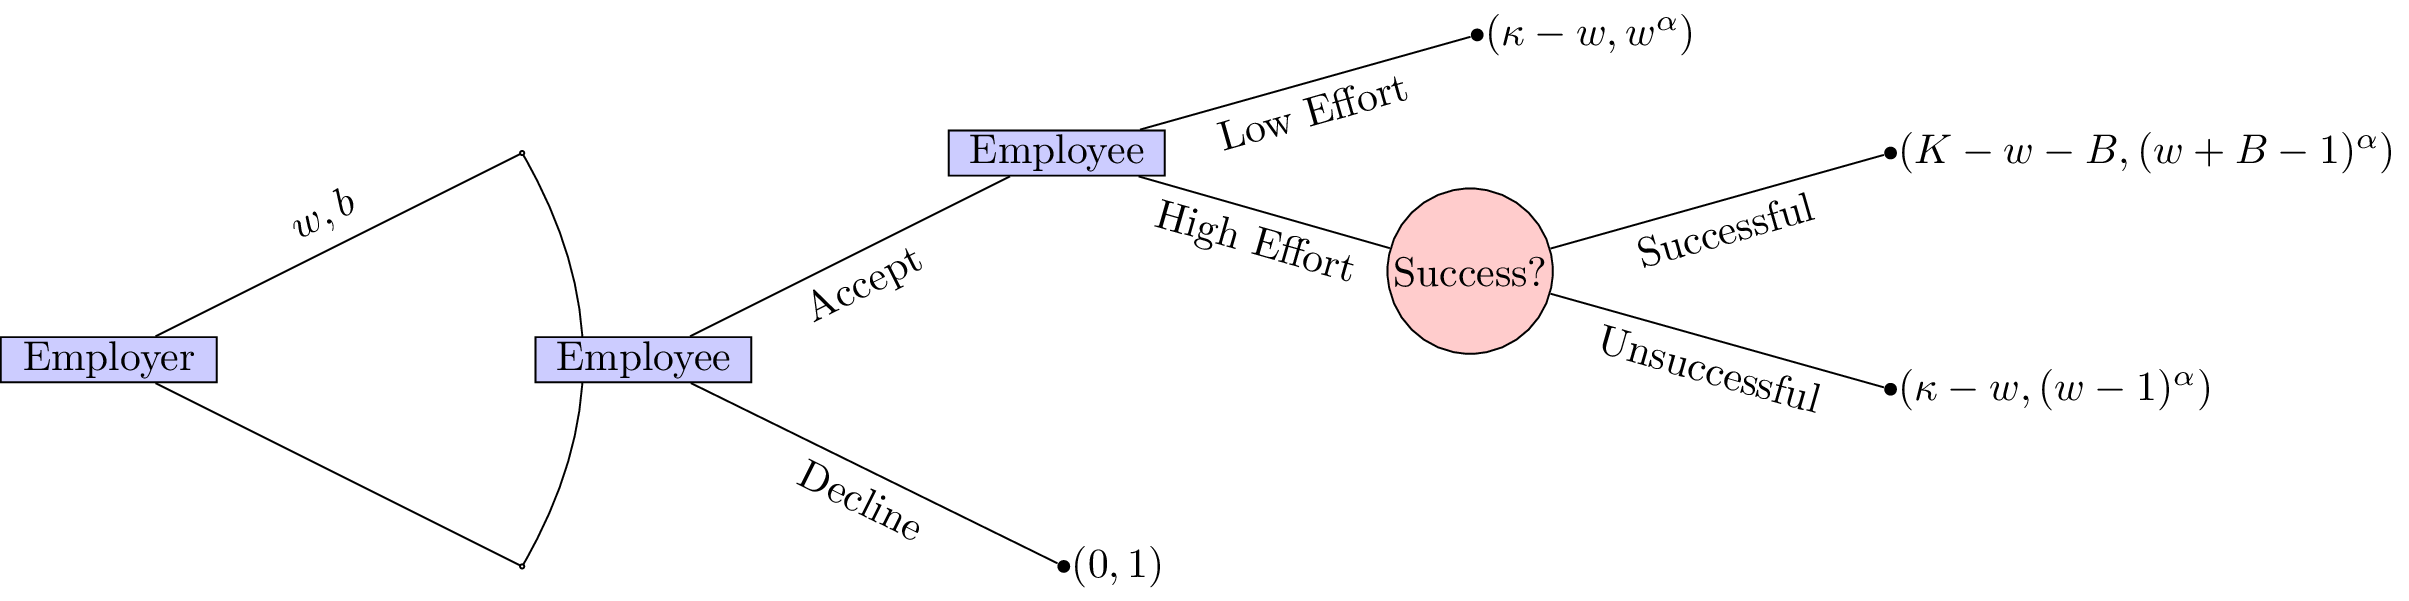 Employer
w, b
Employee
Accept
Decline
(0, 1)
Employee
Low Effort
(κ − w, w^α)
High Effort
Success?
Successful
(K − w − B, (w + B − 1)^α)
Unsuccessful
(κ − w, (w − 1)^α)